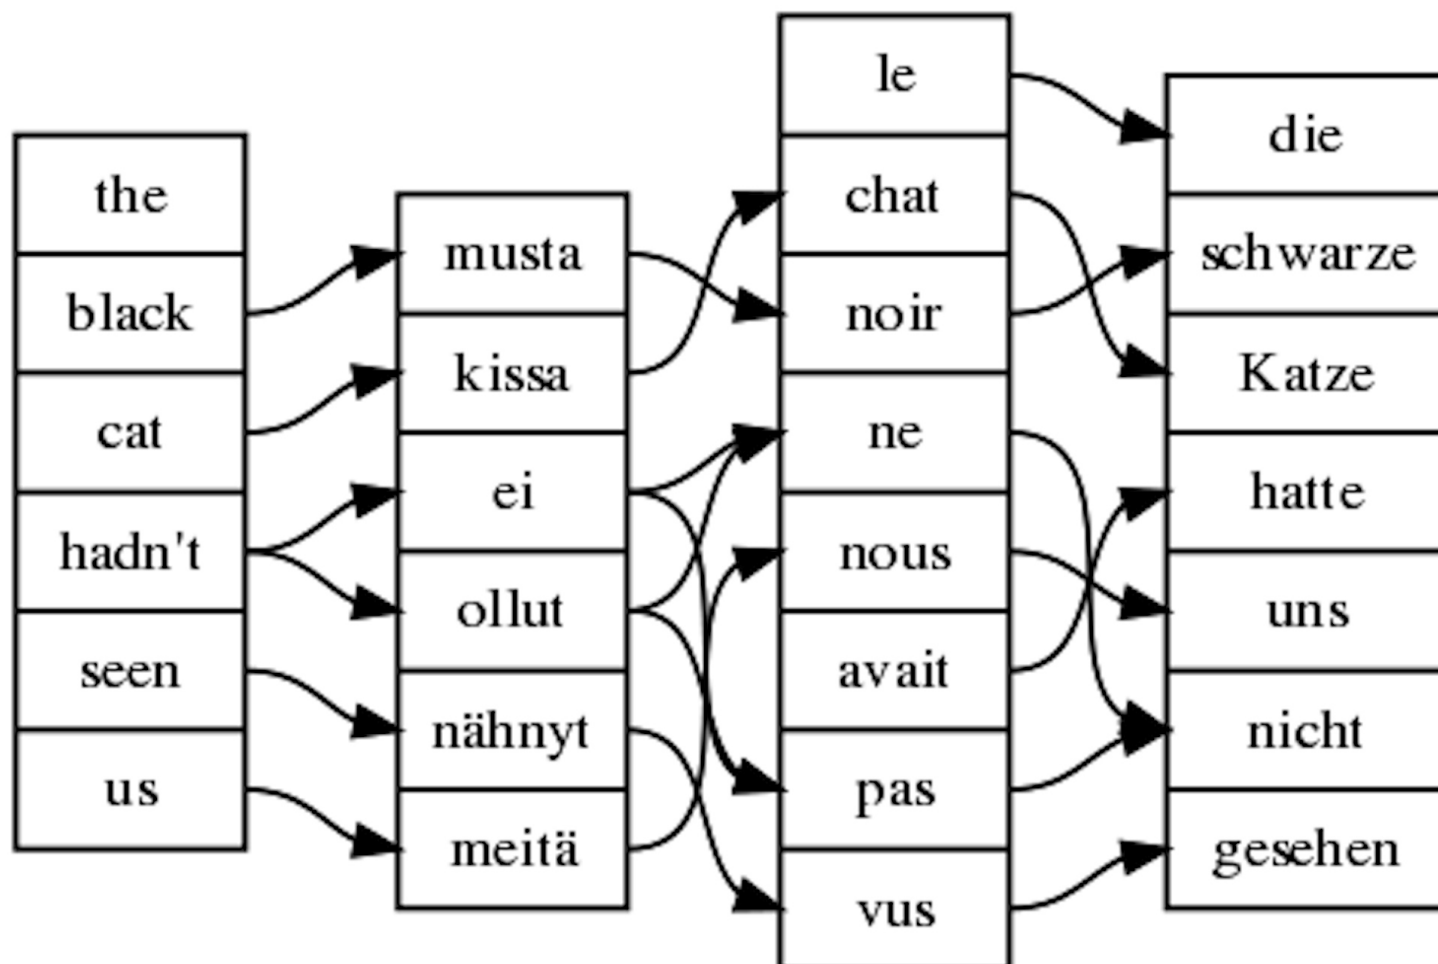 the
black
cat
hadn't
seen
us
musta
kissa
ei
ollut
nähnyt
meitä
le
chat
noir
ne
nous
avait
pas
vus
die
schwarze
Katze
hatte
uns
nicht
gesehen